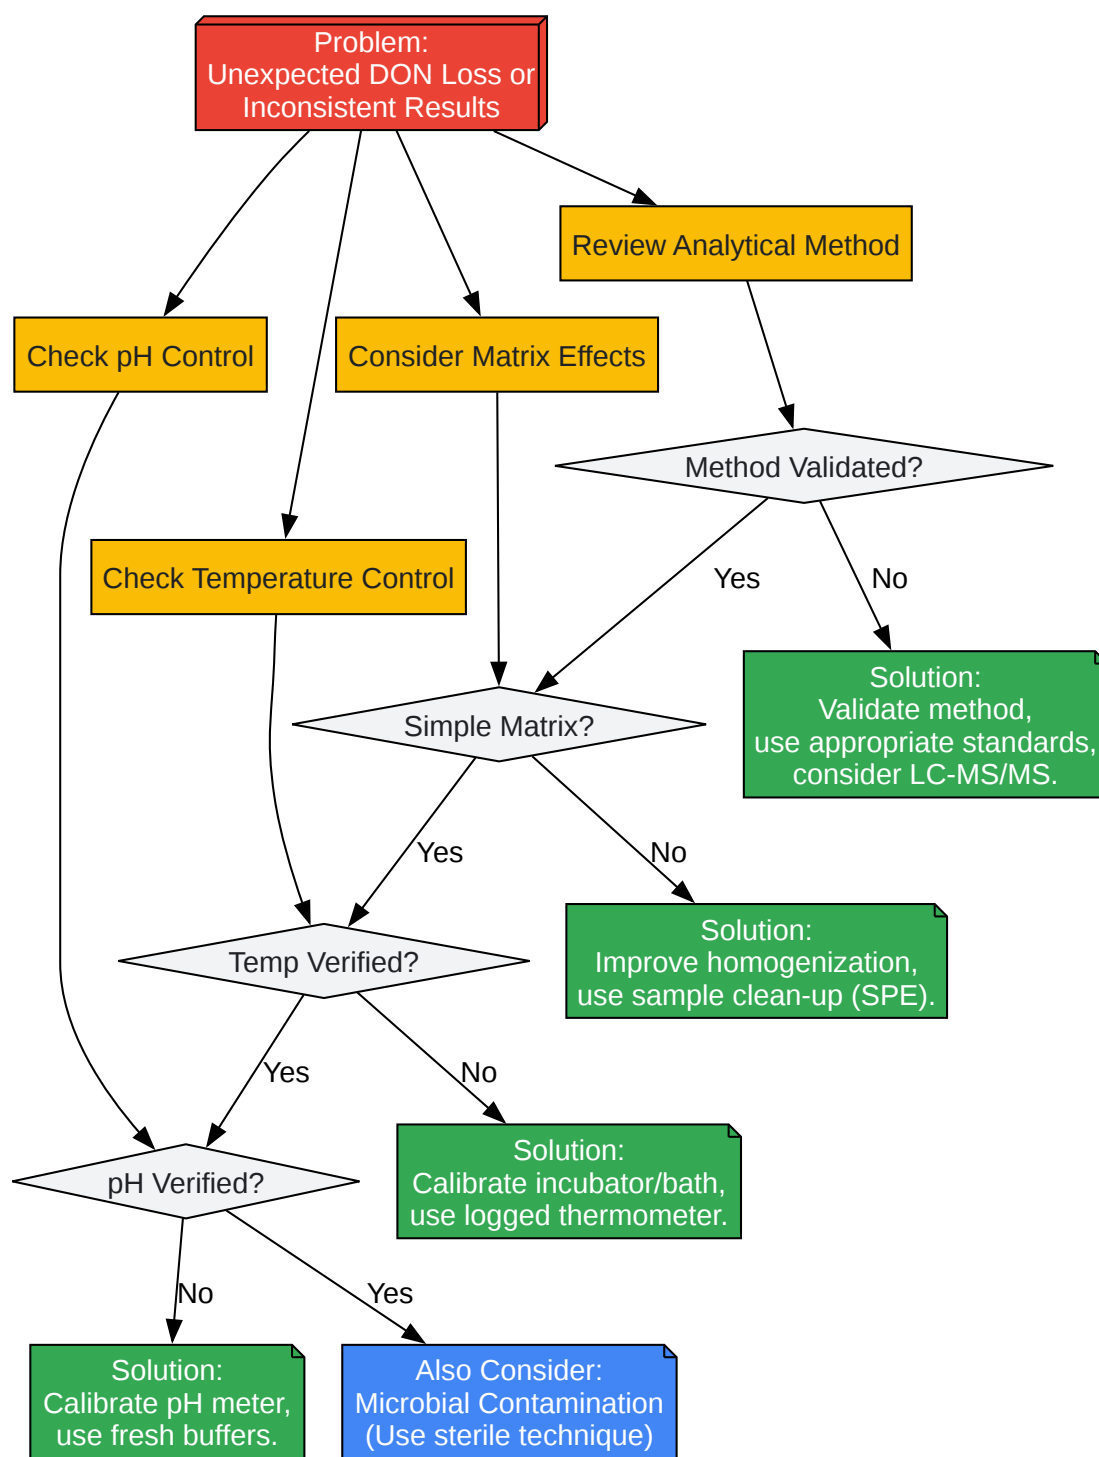 Problem:
Unexpected DON Loss or
Inconsistent Results
Review Analytical Method
Check pH Control
Consider Matrix Effects
Method Validated?
Check Temperature Control
Yes
No
Solution:
Validate method,
use appropriate standards,
consider LC-MS/MS.
Simple Matrix?
Yes
No
Solution:
Improve homogenization,
use sample clean-up (SPE).
Temp Verified?
Yes
No
Solution:
Calibrate incubator/bath,
use logged thermometer.
pH Verified?
No
Yes
Solution:
Calibrate pH meter,
use fresh buffers.
Also Consider:
Microbial Contamination
(Use sterile technique)